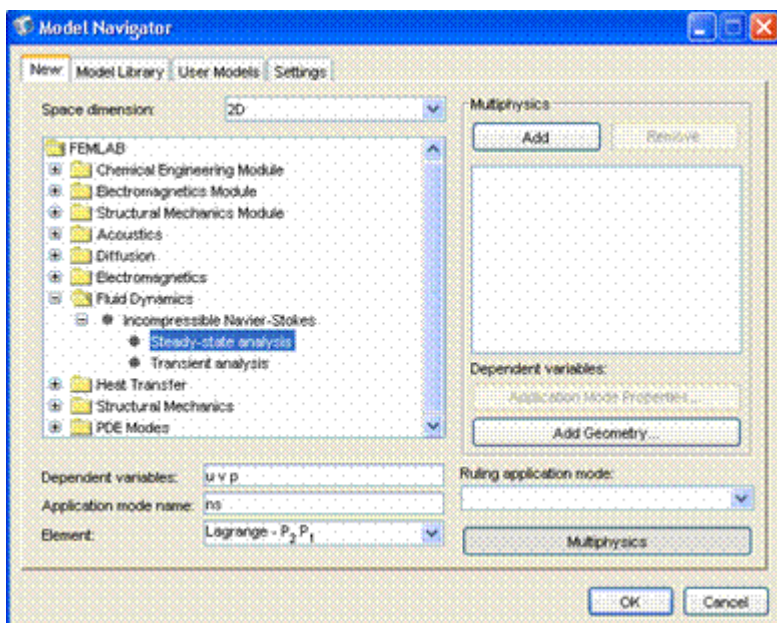 Model Navigator
New Model Library User Models Settings
Space dimension: 2D
FEMLAB
Chemical Engineering Module
Electromagnetics Module
Structural Mechanics Module
Acoustics
Diffusion
Electromagnetics
Fluid Dynamics
Incompressible Navier-Stokes
Steady-state analysis
Transient analysis
Heat Transfer
Structural Mechanics
PDE Modes
Dependent variables: u v p
Application mode name: ns
Element: Lagrange - P2 P1
Multiphysics
Add Remove
Dependent variables:
Application Mode Properties...
Add Geometry...
Ruling application mode:
Multiphysics
OK Cancel